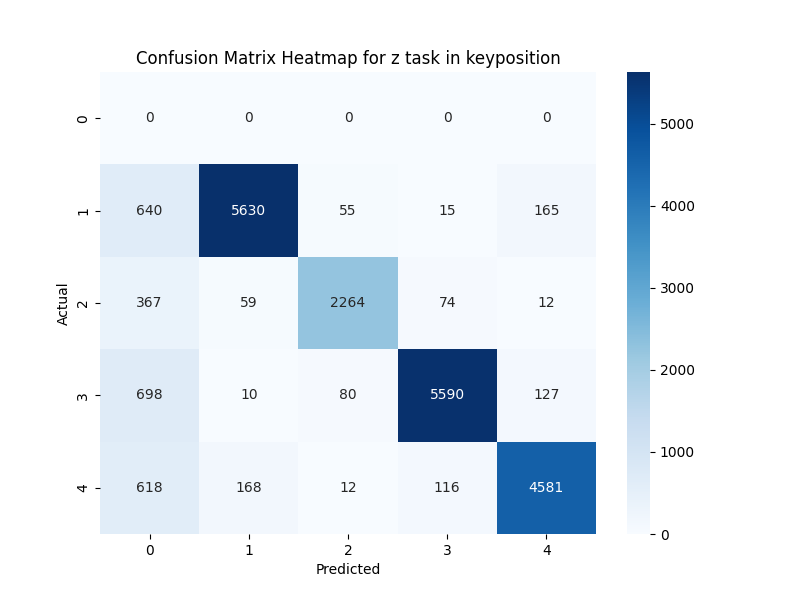 Confusion Matrix Heatmap for z task in keyposition
0 0 0 0 0 0
1 640 5630 55 15 165
2 367 59 2264 74 12
3 698 10 80 5590 127
4 618 168 12 116 4581
0 1 2 3 4
Actual
Predicted
5000
4000
3000
2000
1000
0